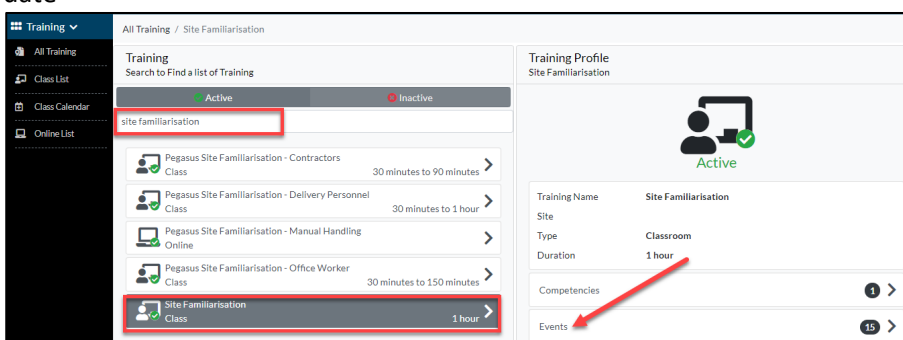 date
Training
All Training / Site Familiarisation
All Training
Class List
Class Calendar
Online List
Training
Search to Find a list of Training
Active
Inactive
site familiarisation
Pegasus Site Familiarisation - Contractors
Class
30 minutes to 90 minutes
Pegasus Site Familiarisation - Delivery Personnel
Class
30 minutes to 1 hour
Pegasus Site Familiarisation - Manual Handling
Online
Pegasus Site Familiarisation - Office Worker
Class
30 minutes to 150 minutes
Site Familiarisation
Class
1 hour
Training Profile
Site Familiarisation
Active
Training Name Site Familiarisation
Site
Type Classroom
Duration 1 hour
Competencies 1
Events 15